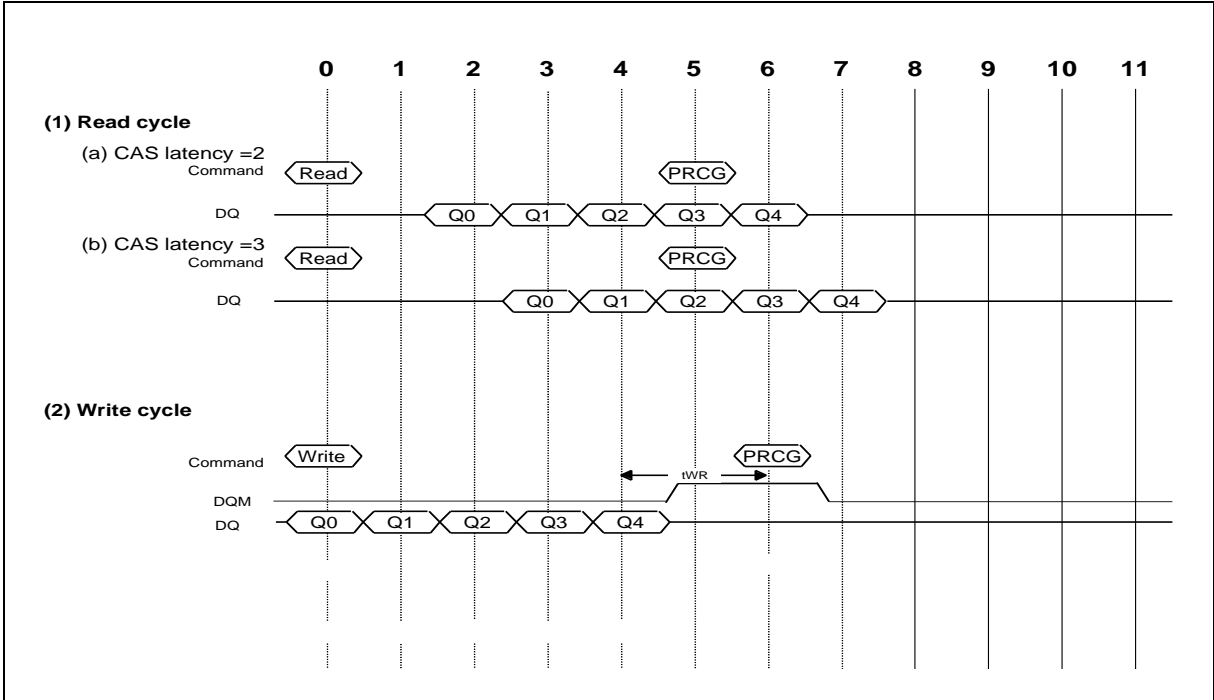 0 1 2 3 4 5 6 7 8 9 10 11
(1) Read cycle
(a) CAS latency =2
Command Read PRCG
DQ Q0 Q1 Q2 Q3 Q4
(b) CAS latency =3
Command Read PRCG
DQ Q0 Q1 Q2 Q3 Q4
(2) Write cycle
Command Write PRCG
tWR
DQM
DQ Q0 Q1 Q2 Q3 Q4